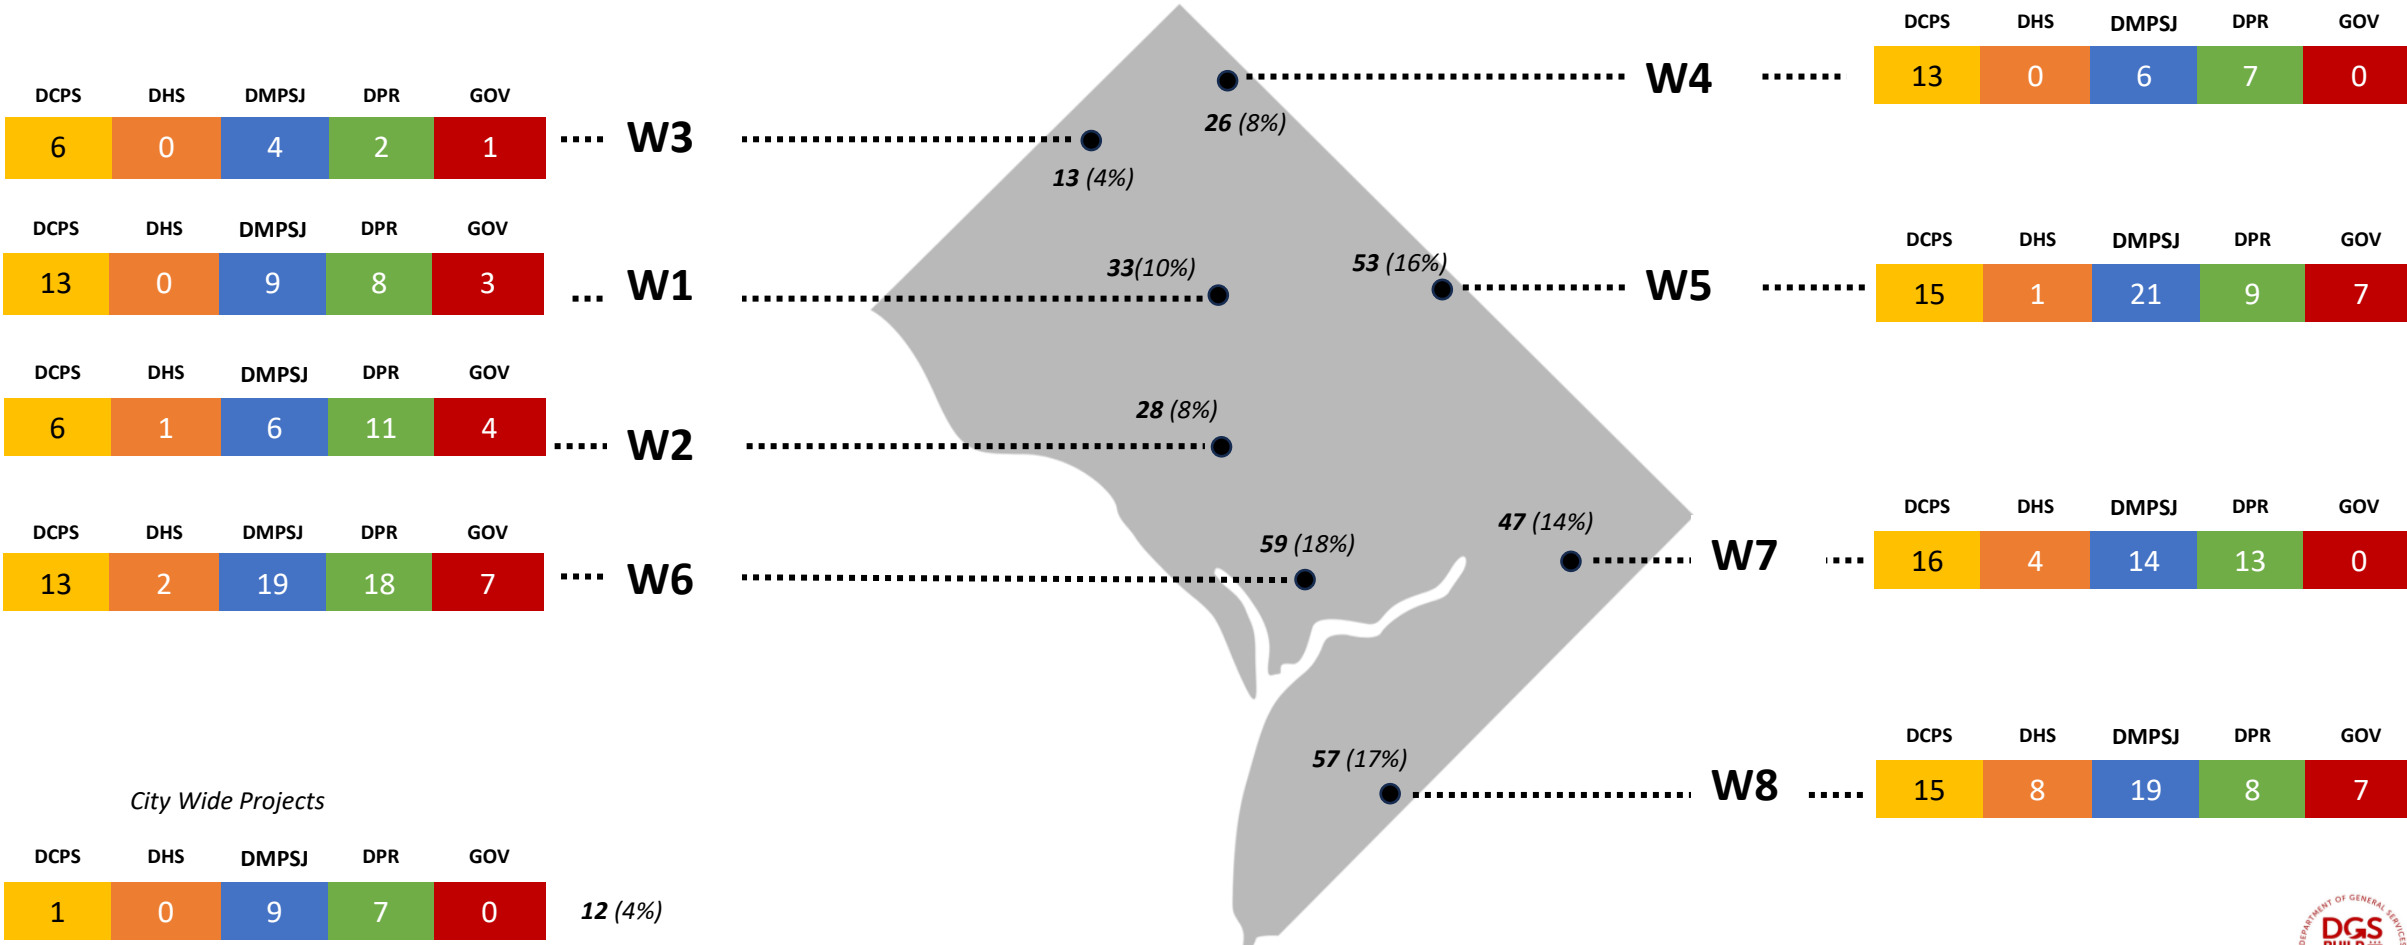 DCPS DHS DMPSJ DPR GOV
6 0 4 2 1
W3
13 (4%)
DCPS DHS DMPSJ DPR GOV
13 0 9 8 3
W1
33(10%)
DCPS DHS DMPSJ DPR GOV
6 1 6 11 4
W2
28 (8%)
DCPS DHS DMPSJ DPR GOV
13 2 19 18 7
W6
59 (18%)
City Wide Projects
DCPS DHS DMPSJ DPR GOV
1 0 9 7 0
12 (4%)
DCPS DHS DMPSJ DPR GOV
13 0 6 7 0
W4
26 (8%)
DCPS DHS DMPSJ DPR GOV
15 1 21 9 7
W5
53 (16%)
DCPS DHS DMPSJ DPR GOV
16 4 14 13 0
W7
47 (14%)
DCPS DHS DMPSJ DPR GOV
15 8 19 8 7
W8
57 (17%)
DEPARTMENT OF GENERAL SERVICES
DGS